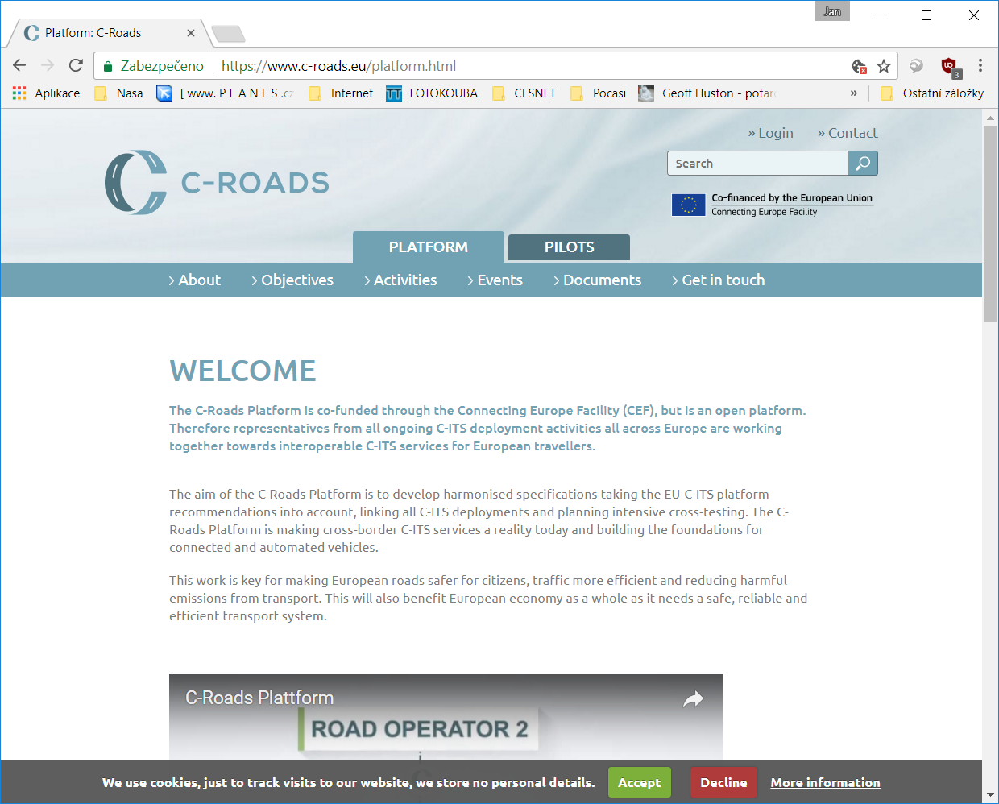 Jan
Platform: C-Roads
Zabezpečeno https://www.c-roads.eu/platform.html
3
Aplikace Nasa [ www. P L A N E S .cz Internet FOTOKOUBA CESNET Pocasi Geoff Huston - potaro » Ostatní záložky
» Login » Contact
C-ROADS
Search
Co-financed by the European Union
Connecting Europe Facility
PLATFORM PILOTS
About Objectives Activities Events Documents Get in touch
WELCOME
The C-Roads Platform is co-funded through the Connecting Europe Facility (CEF), but is an open platform.
Therefore representatives from all ongoing C-ITS deployment activities all across Europe are working
together towards interoperable C-ITS services for European travellers.
The aim of the C-Roads Platform is to develop harmonised specifications taking the EU-C-ITS platform
recommendations into account, linking all C-ITS deployments and planning intensive cross-testing. The C-
Roads Platform is making cross-border C-ITS services a reality today and building the foundations for
connected and automated vehicles.
This work is key for making European roads safer for citizens, traffic more efficient and reducing harmful
emissions from transport. This will also benefit European economy as a whole as it needs a safe, reliable and
efficient transport system.
C-Roads Plattform
ROAD OPERATOR 2
We use cookies, just to track visits to our website, we store no personal details. Accept Decline More information